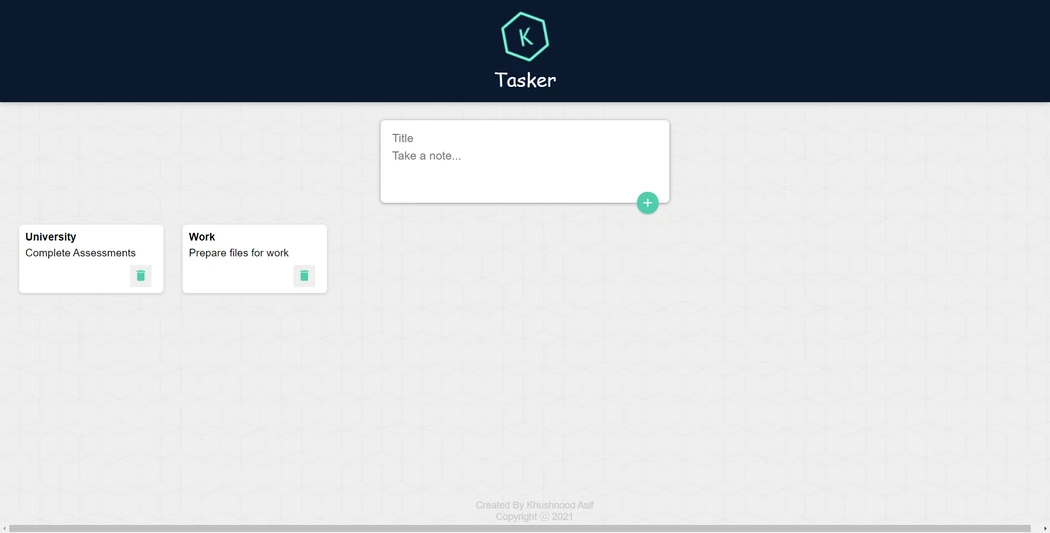 K
Tasker
Title
Take a note...
+
University
Complete Assessments
Work
Prepare files for work
Created By Khushnood Asif
Copyright ⓒ 2021